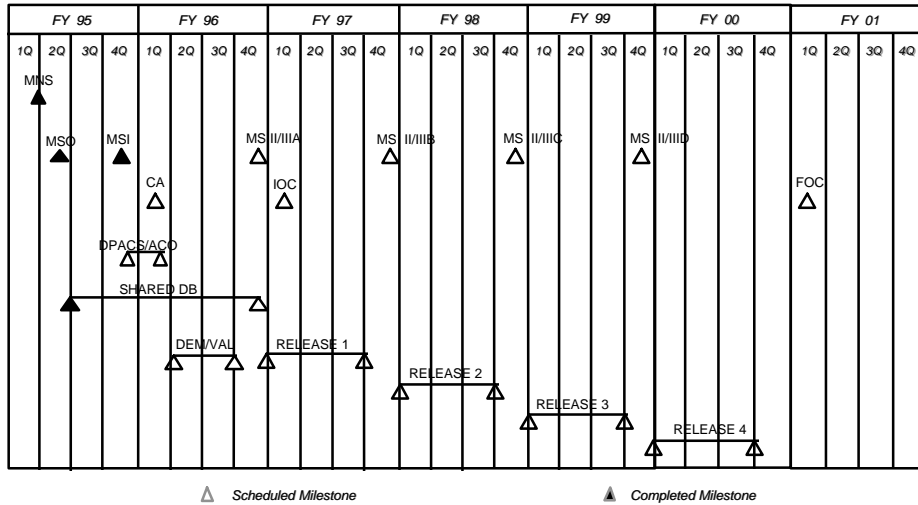 FY 95 FY 96 FY 97 FY 98 FY 99 FY 00 FY 01
1Q 2Q 3Q 4Q 1Q 2Q 3Q 4Q 1Q 2Q 3Q 4Q 1Q 2Q 3Q 4Q 1Q 2Q 3Q 4Q 1Q 2Q 3Q 4Q 1Q 2Q 3Q 4Q
MNS
MSO MSI MS II/IIIA MS II/IIIB MS II/IIIC MS II/IIID
CA IOC FOC
DPACS/ACO
SHARED DB
DEM/VAL RELEASE 1
RELEASE 2
RELEASE 3
RELEASE 4
Scheduled Milestone Completed Milestone